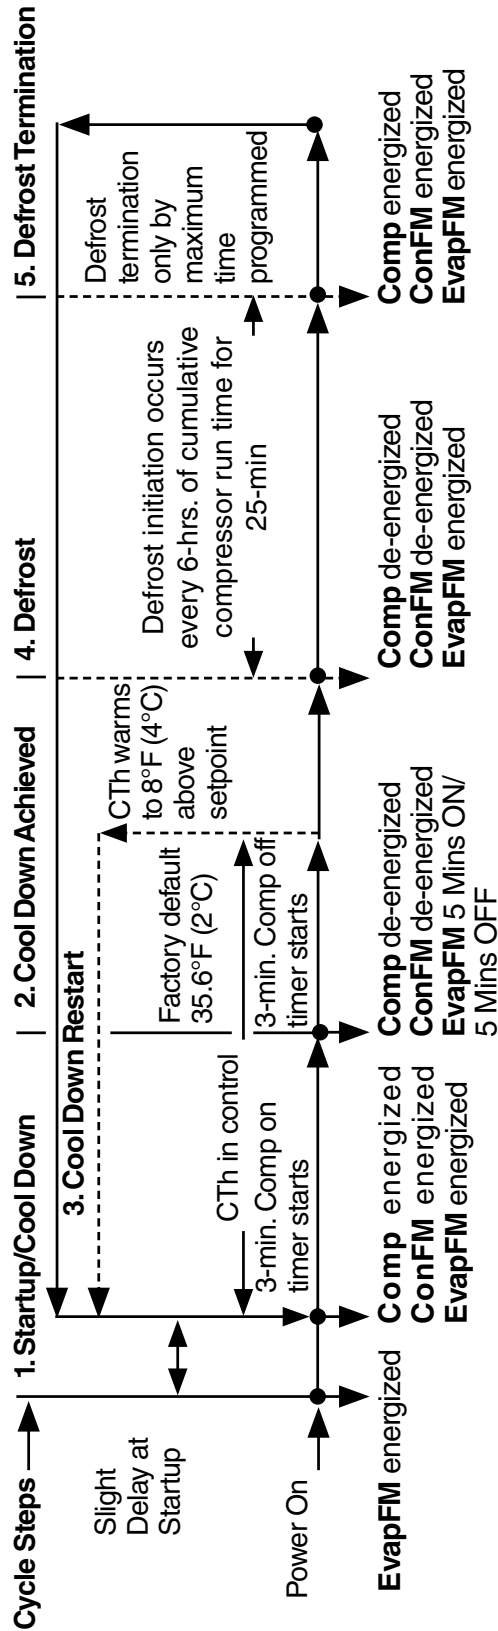 Cycle Steps
1. Startup/Cool Down
2. Cool Down Achieved
4. Defrost
5. Defrost Termination
3. Cool Down Restart
Slight
Delay at
Startup
Factory default
35.6°F (2°C)
CTh warms
to 8°F (4°C)
above
setpoint
Defrost initiation occurs
every 6-hrs. of cumulative
compressor run time for
25-min
Defrost
termination
only by
maximum
time
programmed
CTh in control
3-min. Comp on
timer starts
3-min. Comp off
timer starts
Power On
EvapFM energized
Comp energized
ConFM energized
EvapFM energized
Comp de-energized
ConFM de-energized
EvapFM 5 Mins ON/
5 Mins OFF
Comp de-energized
ConFM de-energized
EvapFM energized
Comp energized
ConFM energized
EvapFM energized